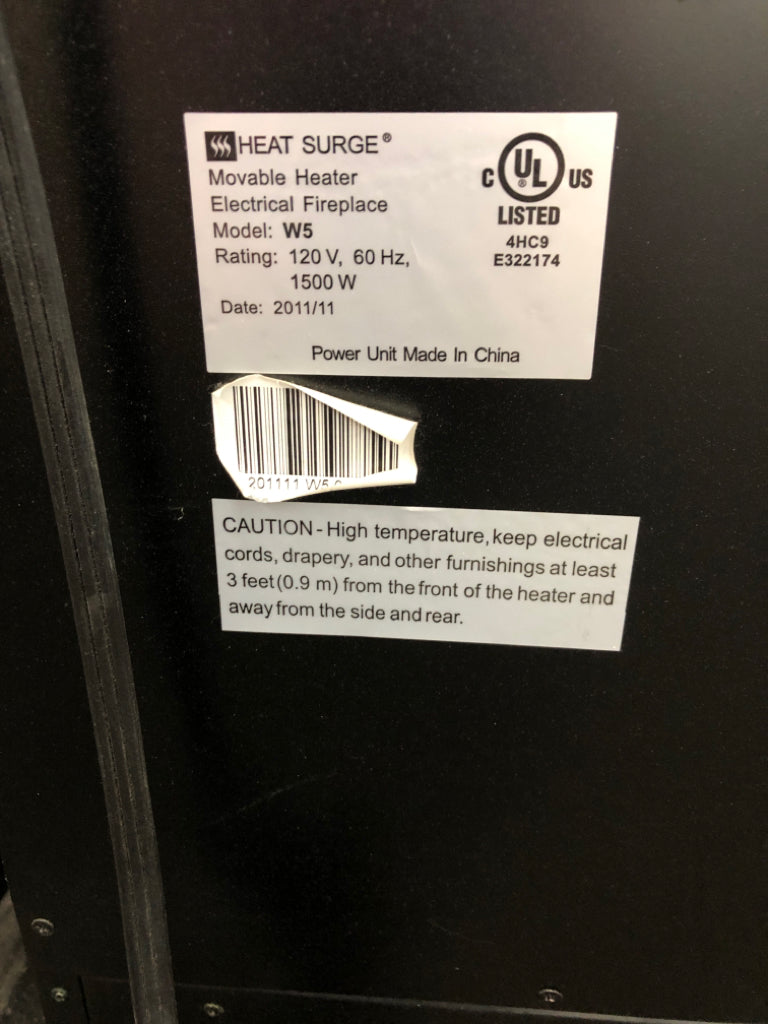 HEAT SURGE®
Movable Heater
Electrical Fireplace
Model: W5
Rating: 120 V, 60 Hz,
1500 W
Date: 2011/11
C UL® US
LISTED
4HC9
E322174
Power Unit Made In China
201111 W5
CAUTION - High temperature, keep electrical
cords, drapery, and other furnishings at least
3 feet (0.9 m) from the front of the heater and
away from the side and rear.